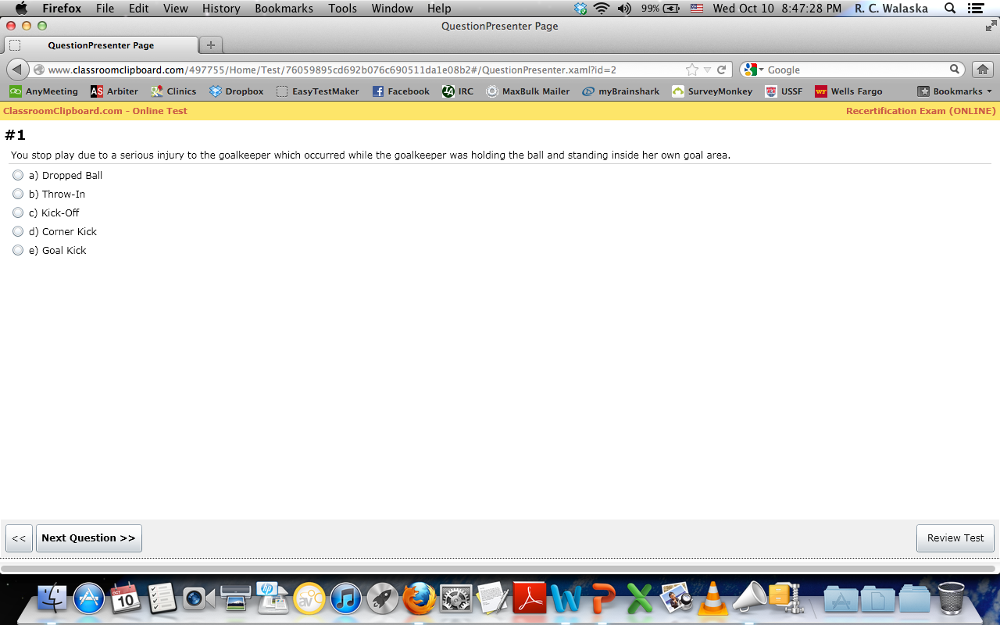 Firefox File Edit View History Bookmarks Tools Window Help 99% Wed Oct 10 8:47:28 PM R. C. Walaska
QuestionPresenter Page
QuestionPresenter Page
www.classroomclipboard.com/497755/Home/Test/76059895cd692b076c690511da1e08b2#/QuestionPresenter.xaml?id=2 Google
AnyMeeting AS Arbiter Clinics Dropbox EasyTestMaker Facebook IRC MaxBulk Mailer myBrainshark SurveyMonkey USSF WF Wells Fargo Bookmarks
ClassroomClipboard.com - Online Test Recertification Exam (ONLINE)
#1
You stop play due to a serious injury to the goalkeeper which occurred while the goalkeeper was holding the ball and standing inside her own goal area.
a) Dropped Ball
b) Throw-In
c) Kick-Off
d) Corner Kick
e) Goal Kick
<< Next Question >> Review Test
OCT
10